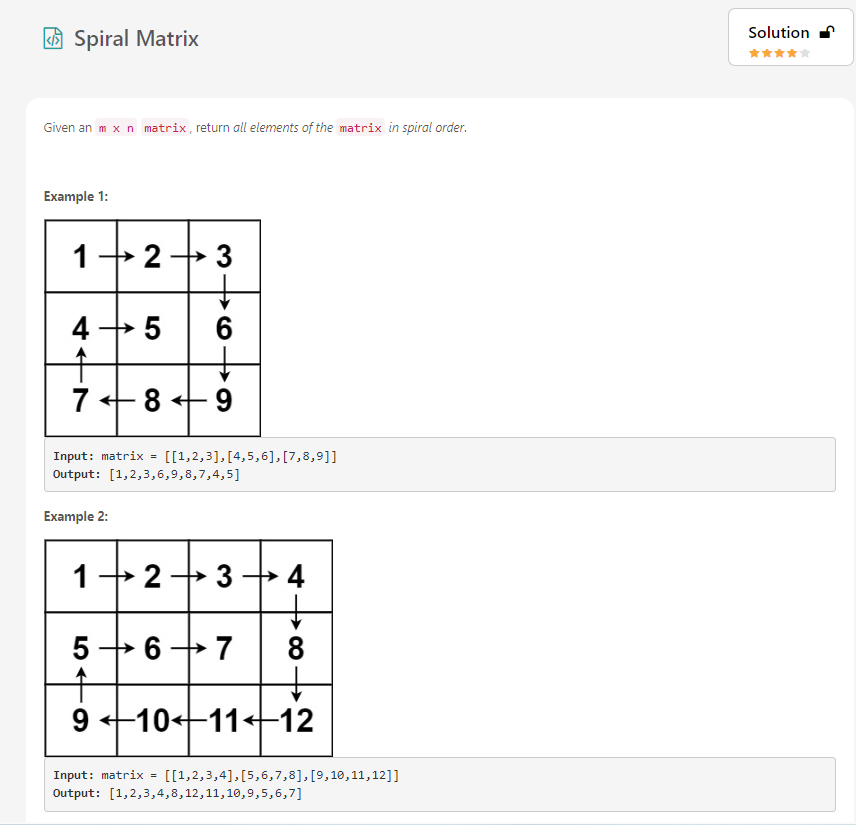 Spiral Matrix
Solution
Given an m x n matrix, return all elements of the matrix in spiral order.
Example 1:
1 2 3
4 5 6
7 8 9
Input: matrix = [[1,2,3],[4,5,6],[7,8,9]]
Output: [1,2,3,6,9,8,7,4,5]
Example 2:
1 2 3 4
5 6 7 8
9 10 11 12
Input: matrix = [[1,2,3,4],[5,6,7,8],[9,10,11,12]]
Output: [1,2,3,4,8,12,11,10,9,5,6,7]